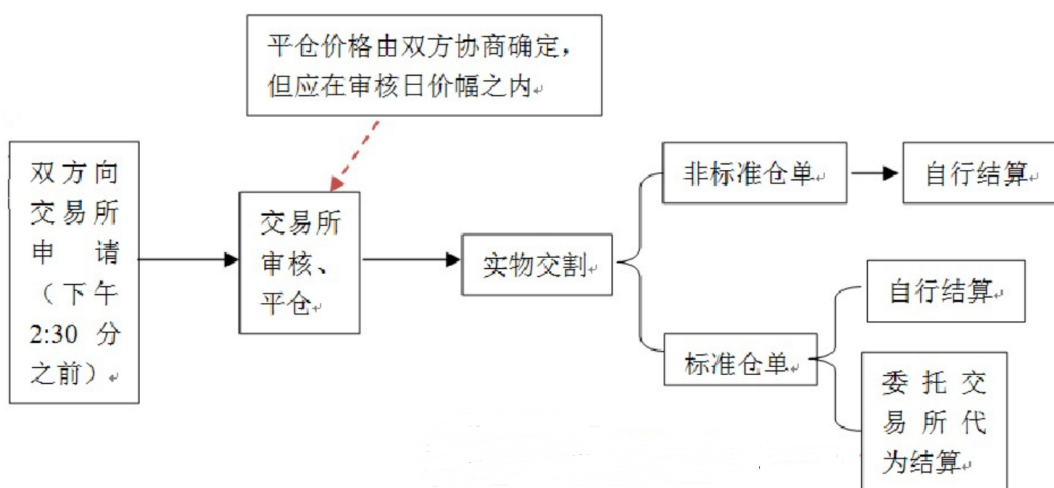 平仓价格由双方协商确定，
但应在审核日价幅之内
双方向
交易所
申请
（下午
2:30 分
之前）
交易所
审核、
平仓
实物交割
非标准仓单
自行结算
标准仓单
自行结算
委托交
易所代
为结算